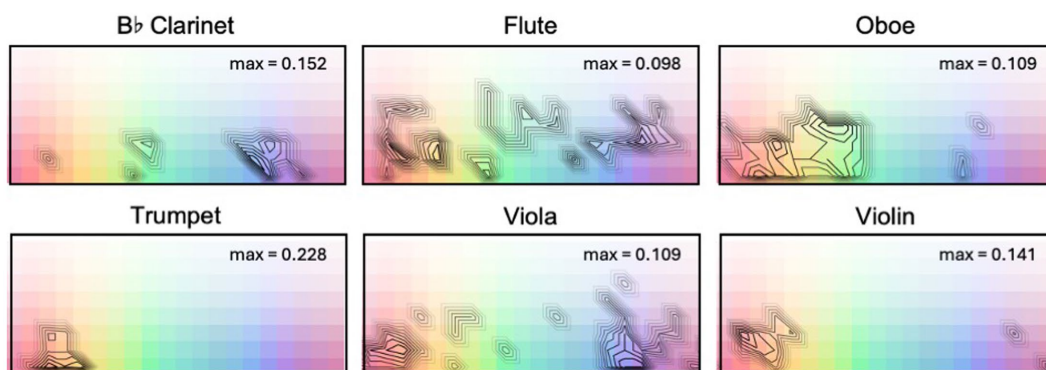 B♭ Clarinet
Flute
Oboe
max = 0.152
max = 0.098
max = 0.109
Trumpet
Viola
Violin
max = 0.228
max = 0.109
max = 0.141